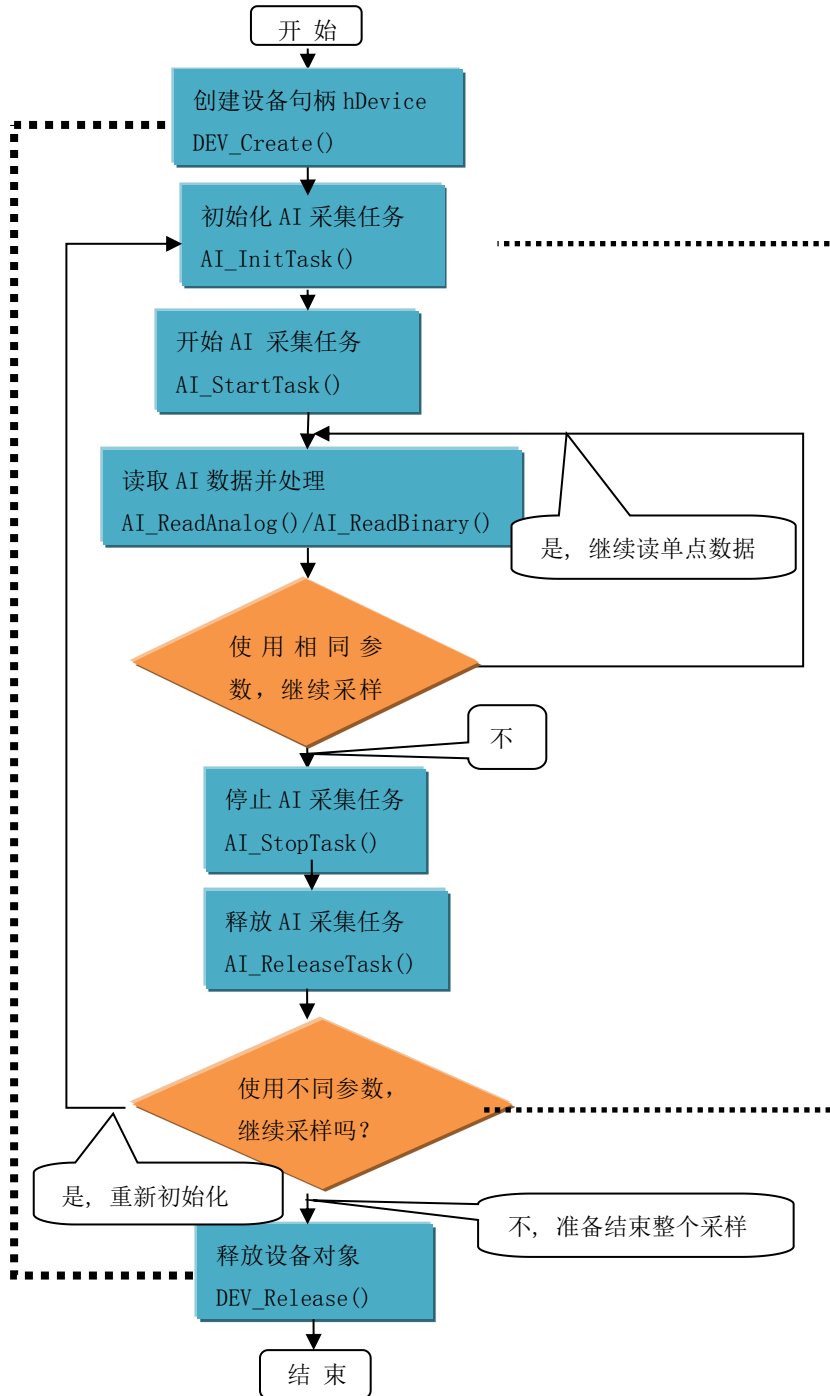 开 始
创建设备句柄 hDevice
DEV_Create()
初始化 AI 采集任务
AI_InitTask()
开始 AI 采集任务
AI_StartTask()
读取 AI 数据并处理
AI_ReadAnalog()/AI_ReadBinary()
是, 继续读单点数据
使 用 相 同 参
数, 继续采样
不
停止 AI 采集任务
AI_StopTask()
释放 AI 采集任务
AI_ReleaseTask()
使用不同参数,
继续采样吗?
是, 重新初始化
不, 准备结束整个采样
释放设备对象
DEV_Release()
结 束